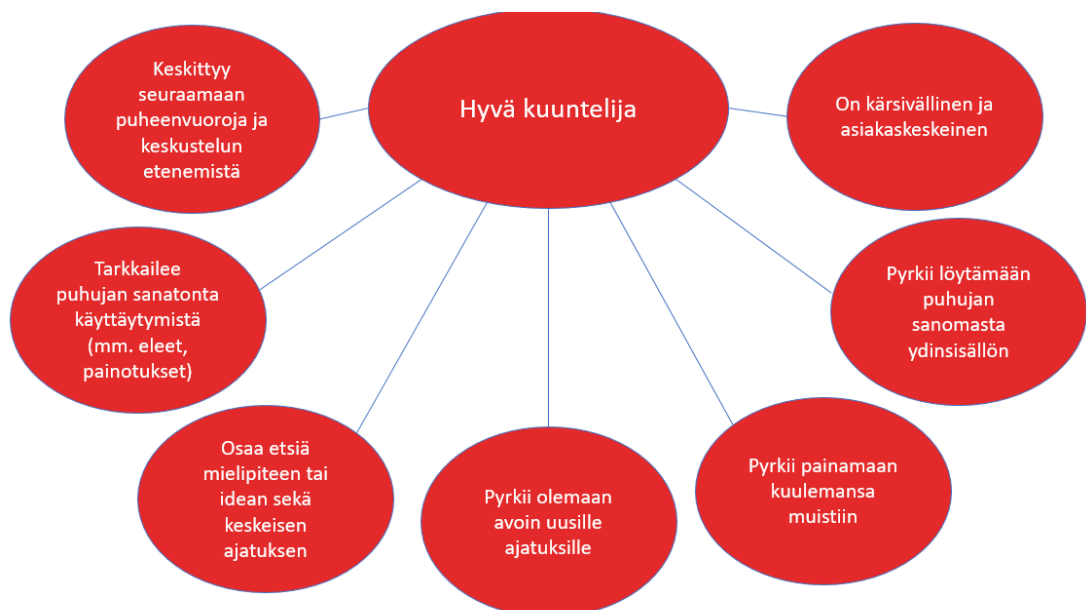 Hyvä kuuntelija
Keskittyy
seuraamaan
puheenvuoroja ja
keskustelun
etenemistä
Tarkkailee
puhujan sanatonta
käyttäytymistä
(mm. eleet,
painotukset)
Osaa etsiä
mielipiteen tai
idean sekä
keskeisen
ajatuksen
Pyrkii olemaan
avoin uusille
ajatuksille
Pyrkii painamaan
kuulemansa
muistiin
Pyrkii löytämään
puhujan
sanomasta
ydinsisällön
On kärsivällinen ja
asiakaskeskeinen